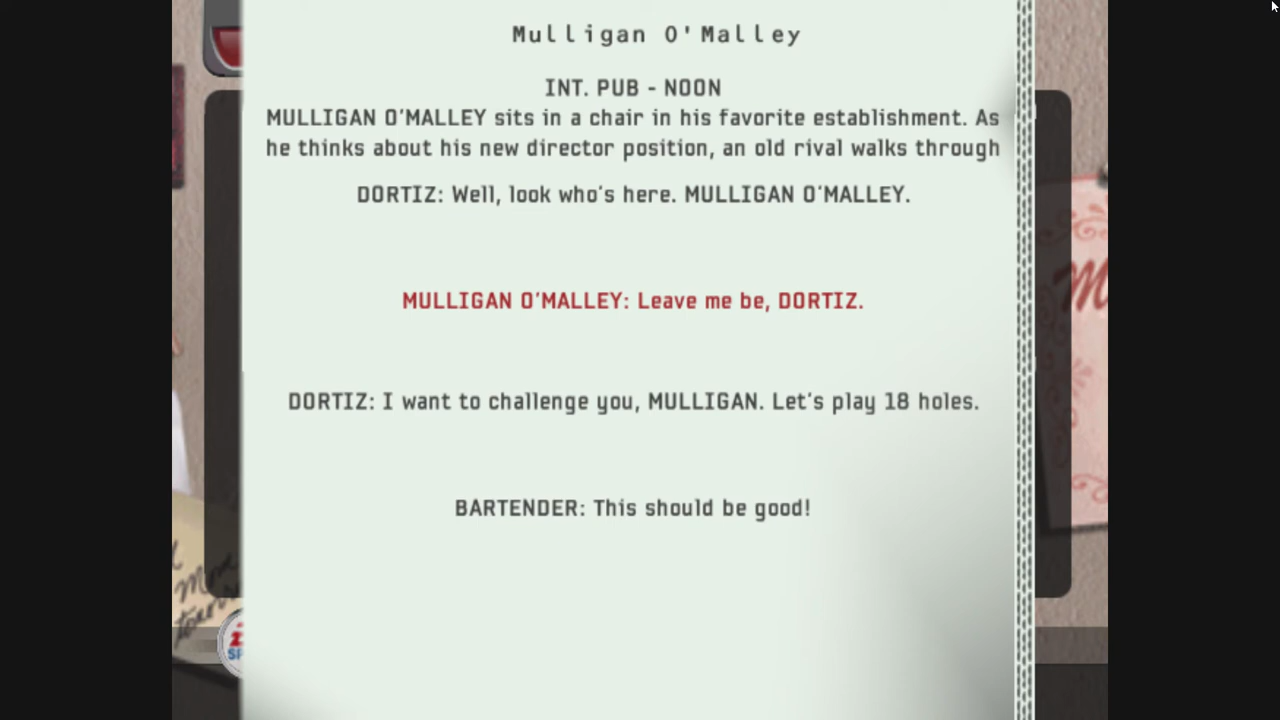 Mulligan O'Malley
INT. PUB - NOON
MULLIGAN O'MALLEY sits in a chair in his favorite establishment. As
he thinks about his new director position, an old rival walks through
DORTIZ: Well, look who's here. MULLIGAN O'MALLEY.
MULLIGAN O'MALLEY: Leave me be, DORTIZ.
DORTIZ: I want to challenge you, MULLIGAN. Let's play 18 holes.
BARTENDER: This should be good!